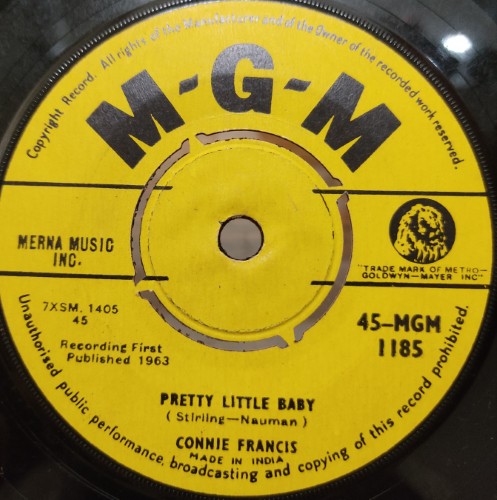 Copyright Record. All rights of the Manufacturer and of the Owner of the recorded work reserved.
M-G-M
MERNA MUSIC
INC.
"TRADE MARK OF METRO-
GOLDWYN-MAYER INC"
7XSM. 1405
45
45-MGM
1185
Recording First
Published 1963
PRETTY LITTLE BABY
(Stirling-Nauman)
CONNIE FRANCIS
MADE IN INDIA
Unauthorised public performance, broadcasting and copying of this record prohibited.